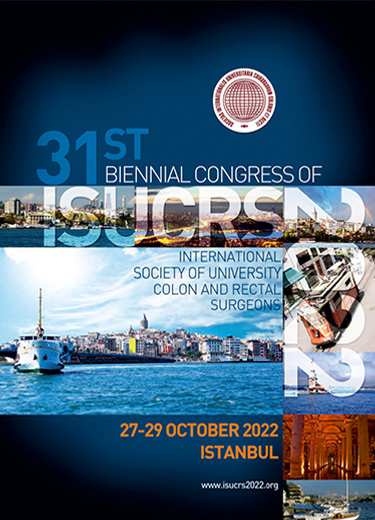 31ST
BIENNIAL CONGRESS OF
ISUCRS
2022
INTERNATIONAL
SOCIETY OF UNIVERSITY
COLON AND RECTAL
SURGEONS
27-29 OCTOBER 2022
ISTANBUL
www.isucrs2022.org